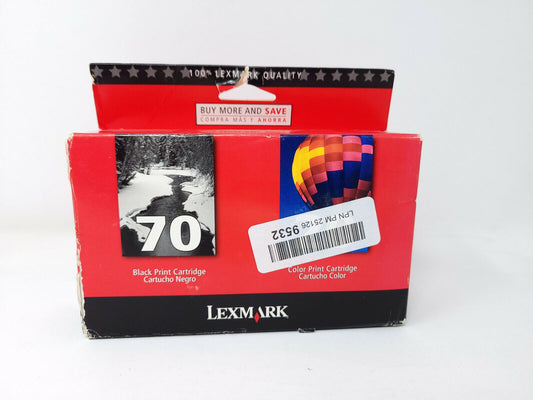 100% LEXMARK QUALITY
BUY MORE AND SAVE
COMPRA MÁS Y AHORRA
70
LPN PM 25126 9532
Black Print Cartridge
Cartucho Negro
Color Print Cartridge
Cartucho Color
LEXMARK